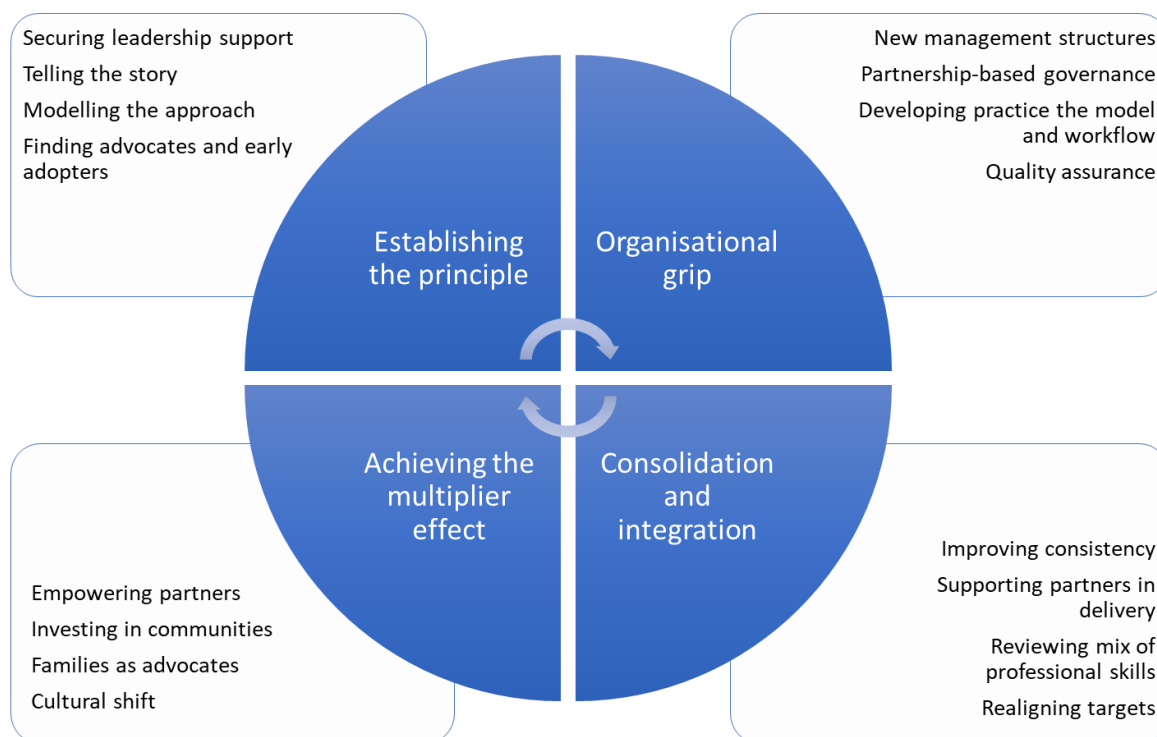 Securing leadership support
Telling the story
Modelling the approach
Finding advocates and early
adopters
New management structures
Partnership-based governance
Developing practice the model
and workflow
Quality assurance
Establishing
the principle
Organisational
grip
Achieving the
multiplier
effect
Consolidation
and
integration
Empowering partners
Investing in communities
Families as advocates
Cultural shift
Improving consistency
Supporting partners in
delivery
Reviewing mix of
professional skills
Realigning targets